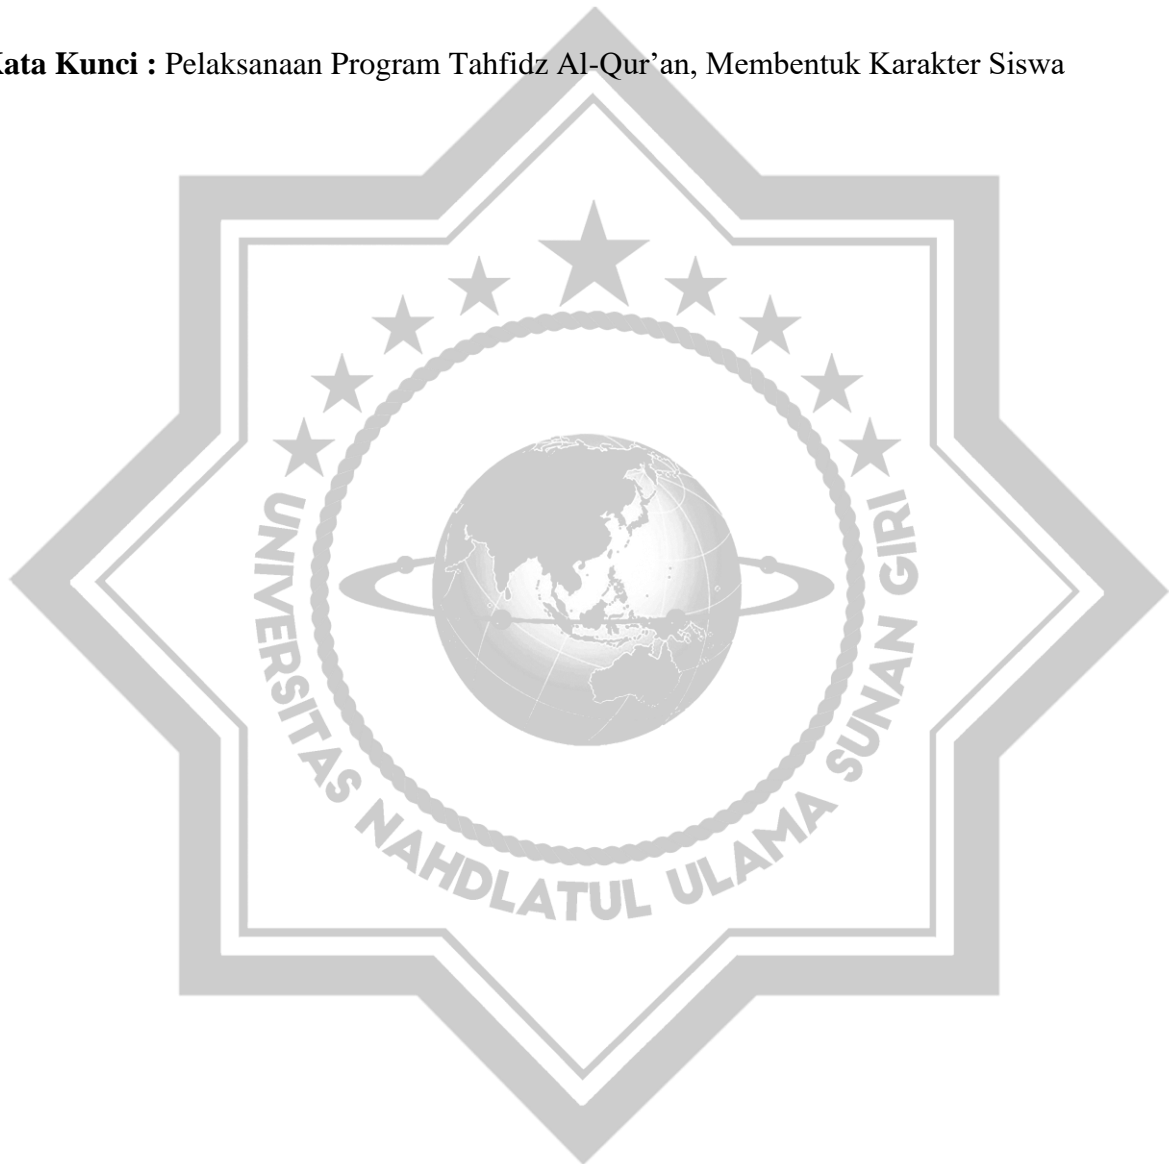 Kata Kunci : Pelaksanaan Program Tahfidz Al-Qur’an, Membentuk Karakter Siswa
UNIVERSITAS NAHDLATUL ULAMA SUNAN GIRI